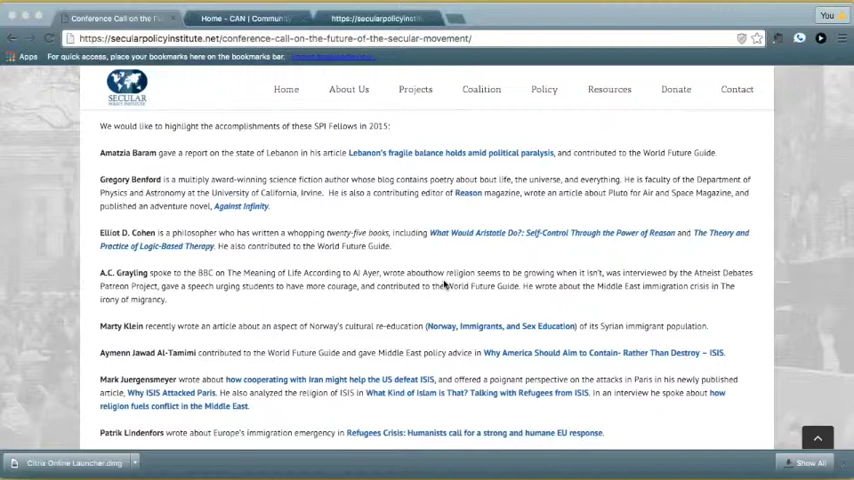 Conference Call on the Fu
Home - CAN | Communit
https://secularpolicyinstit
You
https://secularpolicyinstitute.net/conference-call-on-the-future-of-the-secular-movement/
Apps For quick access, place your bookmarks here on the bookmarks bar.
SECULAR
POLICY INSTITUTE
Home About Us Projects Coalition Policy Resources Donate Contact
We would like to highlight the accomplishments of these SPI Fellows in 2015:
Amatzia Baram gave a report on the state of Lebanon in his article Lebanon's fragile balance holds amid political paralysis, and contributed to the World Future Guide.
Gregory Benford is a multiply award-winning science fiction author whose blog contains poetry about bout life, the universe, and everything. He is faculty of the Department of
Physics and Astronomy at the University of California, Irvine. He is also a contributing editor of Reason magazine, wrote an article about Pluto for Air and Space Magazine, and
published an adventure novel, Against Infinity.
Elliot D. Cohen is a philosopher who has written a whopping twenty-five books, including What Would Aristotle Do?: Self-Control Through the Power of Reason and The Theory and
Practice of Logic-Based Therapy. He also contributed to the World Future Guide.
A.C. Grayling spoke to the BBC on The Meaning of Life According to AJ Ayer, wrote abouthow religion seems to be growing when it isn't, was interviewed by the Atheist Debates
Patreon Project, gave a speech urging students to have more courage, and contributed to the World Future Guide. He wrote about the Middle East immigration crisis in The
irony of migrancy.
Marty Klein recently wrote an article about an aspect of Norway's cultural re-education (Norway, Immigrants, and Sex Education) of its Syrian immigrant population.
Aymenn Jawad Al-Tamimi contributed to the World Future Guide and gave Middle East policy advice in Why America Should Aim to Contain- Rather Than Destroy – ISIS.
Mark Juergensmeyer wrote about how cooperating with Iran might help the US defeat ISIS, and offered a poignant perspective on the attacks in Paris in his newly published
article, Why ISIS Attacked Paris. He also analyzed the religion of ISIS in What Kind of Islam is That? Talking with Refugees from ISIS. In an interview he spoke about how
religion fuels conflict in the Middle East.
Patrik Lindenfors wrote about Europe's immigration emergency in Refugees Crisis: Humanists call for a strong and humane EU response.
Citrix Online Launcher.dmg
Show All